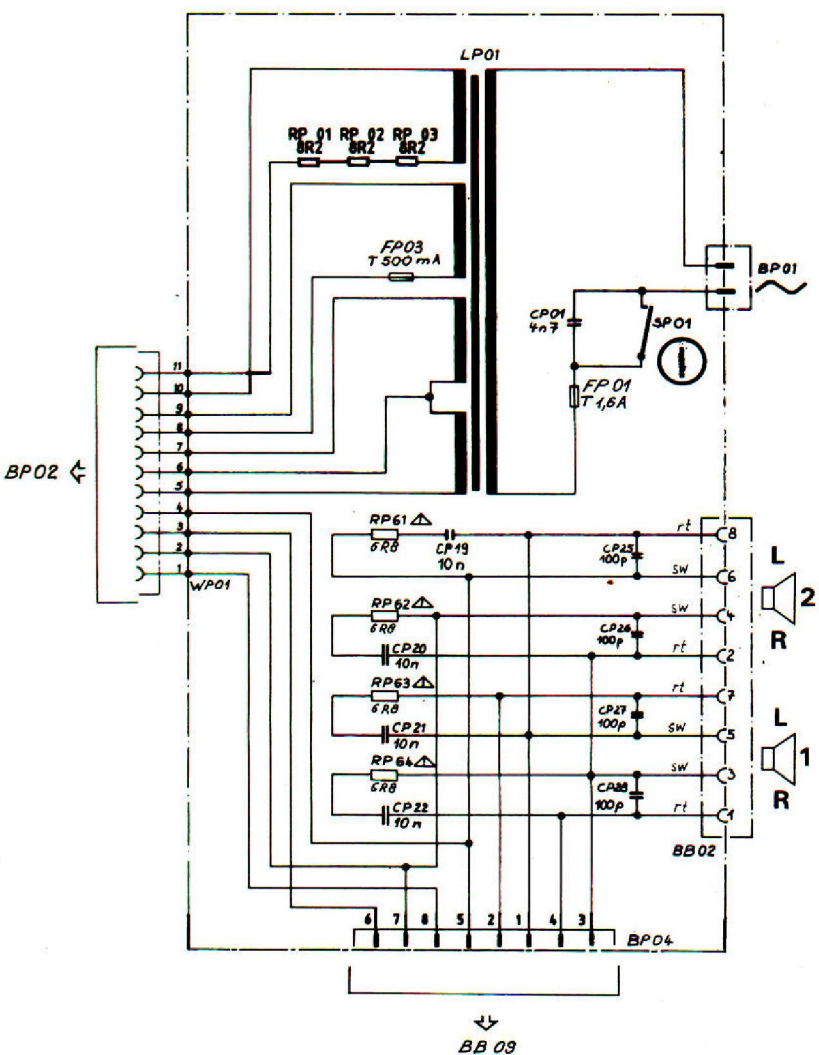 LP01
RP 01 RP 02 RP 03
8R2 8R2 8R2
FP03
T 500 mA
BP01
CP01
4n7
SP01
FP01
T 1,6A
11
10
9
8
7
BP02
6
5
4
3
2
1
WP01
RP61
6R8
CP19
10n
CP25
100p
rt
8
sw
6
L
2
R
RP62
6R8
CP20
10n
CP26
100p
sw
4
rt
2
RP63
6R8
CP21
10n
CP27
100p
rt
7
sw
5
L
1
R
RP64
6R8
CP22
10n
CP28
100p
sw
3
rt
1
BB02
6 7 8 5 2 1 4 3
BP04
BB 09